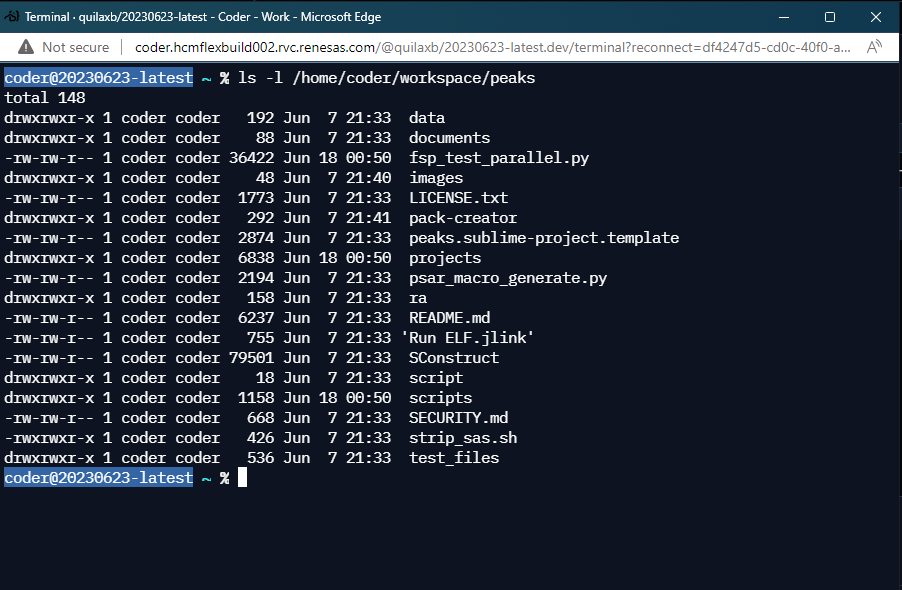 Terminal · quilaxb/20230623-latest - Coder - Work - Microsoft Edge
Not secure | coder.hcmflexbuild002.rvc.renesas.com/@quilaxb/20230623-latest.dev/terminal?reconnect=df4247d5-cd0c-40f0-a...
coder@20230623-latest ~ % ls -l /home/coder/workspace/peaks
total 148
drwxrwxr-x 1 coder coder   192 Jun  7 21:33  data
drwxrwxr-x 1 coder coder    88 Jun  7 21:33  documents
-rw-rw-r-- 1 coder coder 36422 Jun 18 00:50  fsp_test_parallel.py
drwxrwxr-x 1 coder coder    48 Jun  7 21:40  images
-rw-rw-r-- 1 coder coder  1773 Jun  7 21:33  LICENSE.txt
drwxrwxr-x 1 coder coder   292 Jun  7 21:41  pack-creator
-rw-rw-r-- 1 coder coder  2874 Jun  7 21:33  peaks.sublime-project.template
drwxrwxr-x 1 coder coder  6838 Jun 18 00:50  projects
-rw-rw-r-- 1 coder coder  2194 Jun  7 21:33  psar_macro_generate.py
drwxrwxr-x 1 coder coder   158 Jun  7 21:33  ra
-rw-rw-r-- 1 coder coder  6237 Jun  7 21:33  README.md
-rw-rw-r-- 1 coder coder   755 Jun  7 21:33 'Run ELF.jlink'
-rw-rw-r-- 1 coder coder 79501 Jun  7 21:33  SConstruct
drwxrwxr-x 1 coder coder    18 Jun  7 21:33  script
drwxrwxr-x 1 coder coder  1158 Jun 18 00:50  scripts
-rw-rw-r-- 1 coder coder   668 Jun  7 21:33  SECURITY.md
-rwxrwxr-x 1 coder coder   426 Jun  7 21:33  strip_sas.sh
drwxrwxr-x 1 coder coder   536 Jun  7 21:33  test_files
coder@20230623-latest ~ %